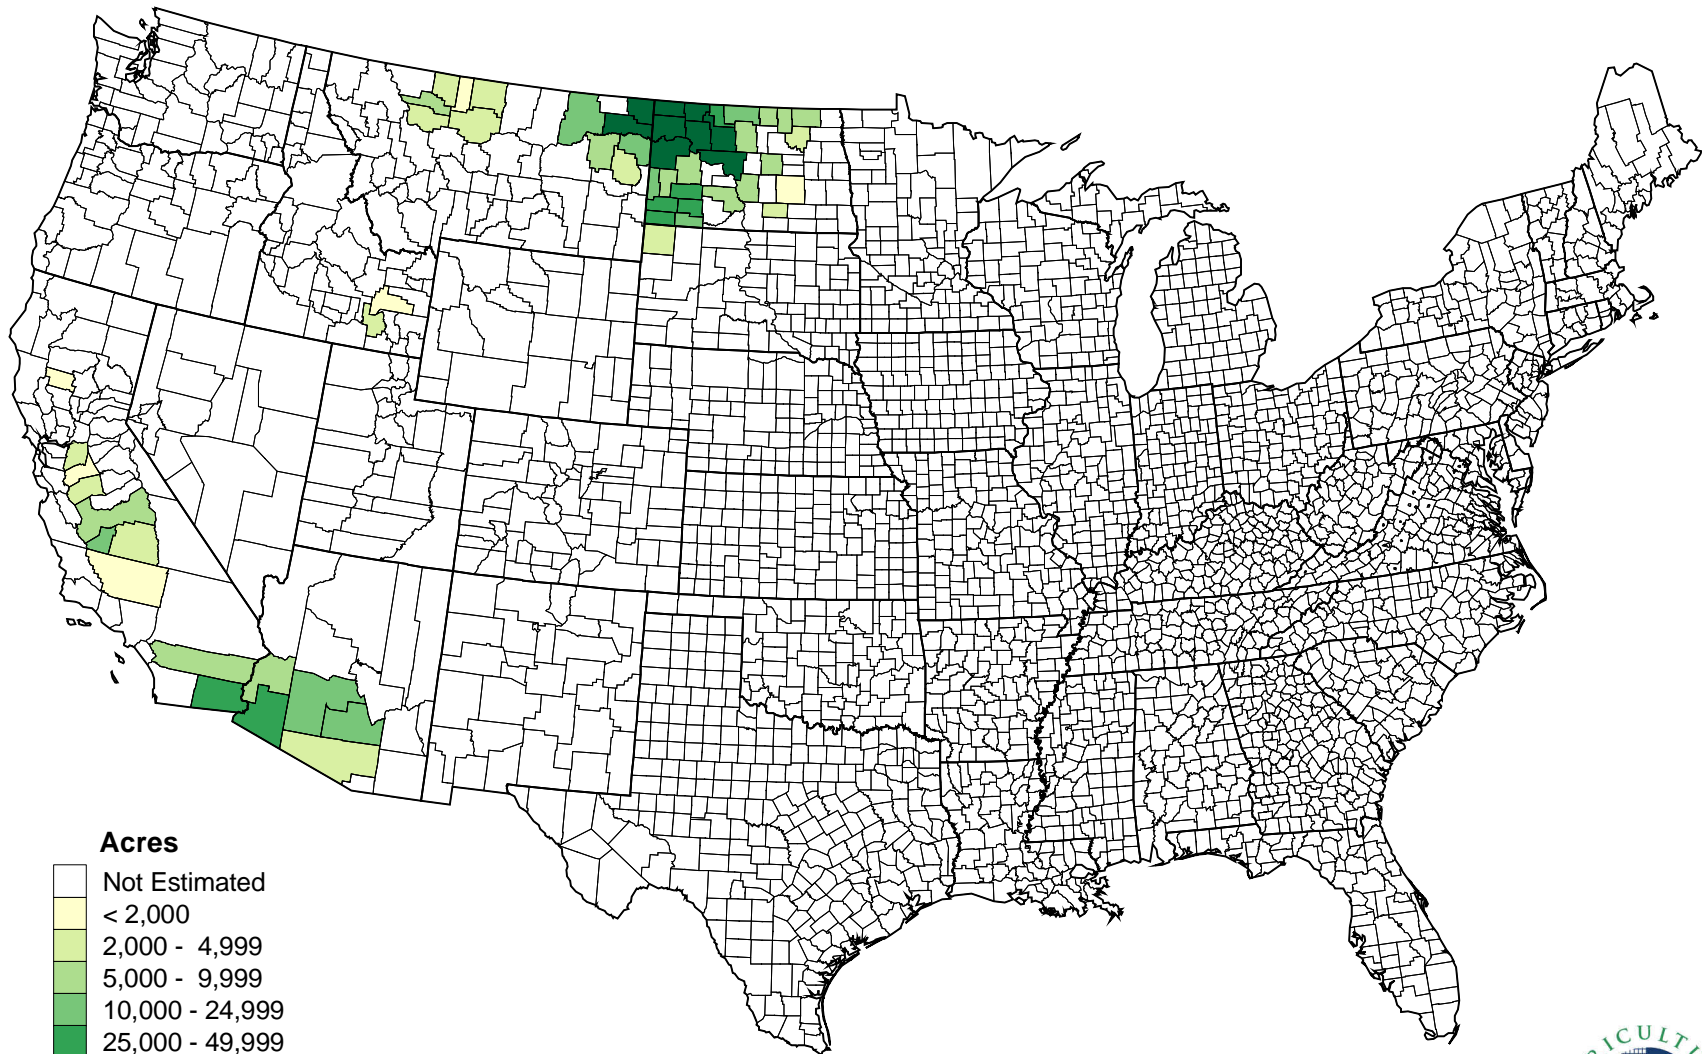 Acres
Not Estimated
< 2,000
2,000 - 4,999
5,000 - 9,999
10,000 - 24,999
25,000 - 49,999